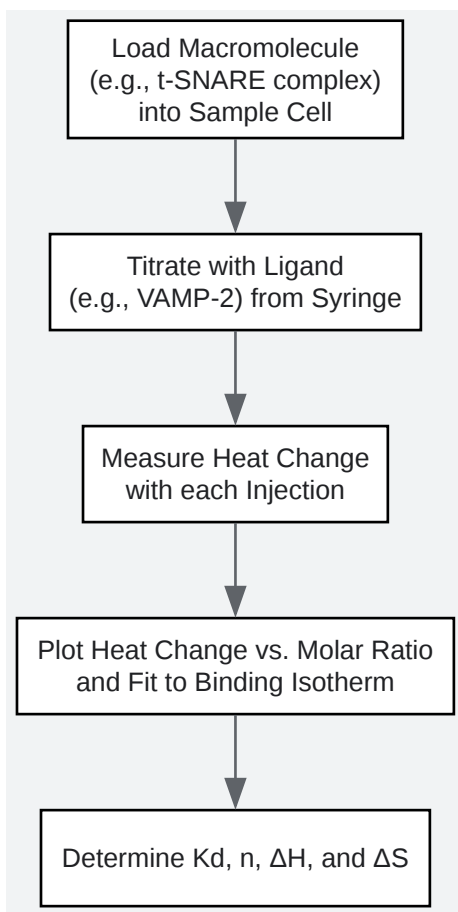 Load Macromolecule
(e.g., t-SNARE complex)
into Sample Cell
Titrate with Ligand
(e.g., VAMP-2) from Syringe
Measure Heat Change
with each Injection
Plot Heat Change vs. Molar Ratio
and Fit to Binding Isotherm
Determine Kd, n, ΔH, and ΔS